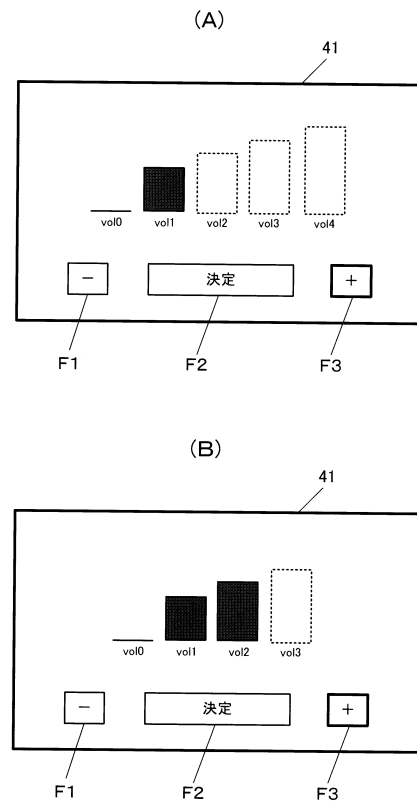 (A)
41
vol0 vol1 vol2 vol3 vol4
− 決定 +
F1 F2 F3
(B)
41
vol0 vol1 vol2 vol3
− 決定 +
F1 F2 F3